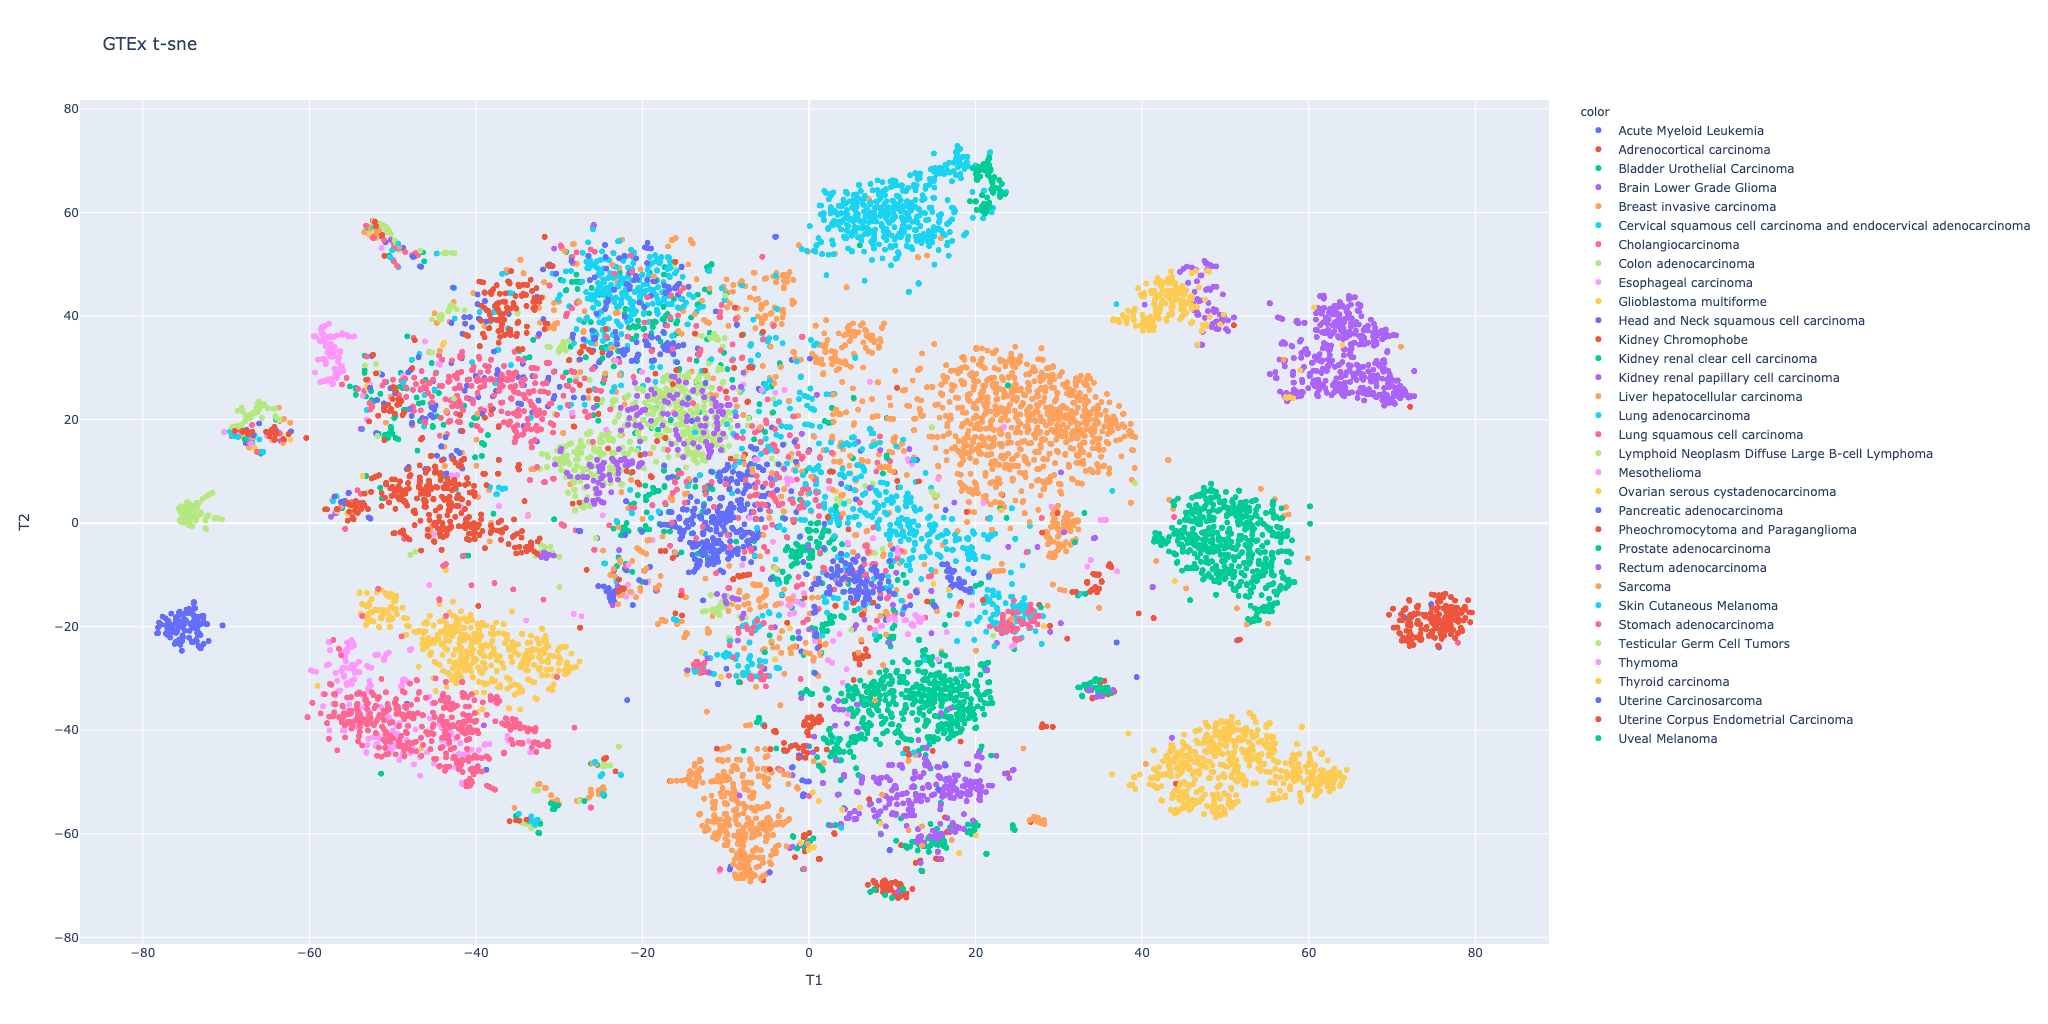 GTEx t-sne
color
Acute Myeloid Leukemia
Adrenocortical carcinoma
Bladder Urothelial Carcinoma
Brain Lower Grade Glioma
Breast invasive carcinoma
Cervical squamous cell carcinoma and endocervical adenocarcinoma
Cholangiocarcinoma
Colon adenocarcinoma
Esophageal carcinoma
Glioblastoma multiforme
Head and Neck squamous cell carcinoma
Kidney Chromophobe
Kidney renal clear cell carcinoma
Kidney renal papillary cell carcinoma
Liver hepatocellular carcinoma
Lung adenocarcinoma
Lung squamous cell carcinoma
Lymphoid Neoplasm Diffuse Large B-cell Lymphoma
Mesothelioma
Ovarian serous cystadenocarcinoma
Pancreatic adenocarcinoma
Pheochromocytoma and Paraganglioma
Prostate adenocarcinoma
Rectum adenocarcinoma
Sarcoma
Skin Cutaneous Melanoma
Stomach adenocarcinoma
Testicular Germ Cell Tumors
Thymoma
Thyroid carcinoma
Uterine Carcinosarcoma
Uterine Corpus Endometrial Carcinoma
Uveal Melanoma
80
60
40
20
0
−20
−40
−60
−80
T2
−80 −60 −40 −20 0 20 40 60 80
T1